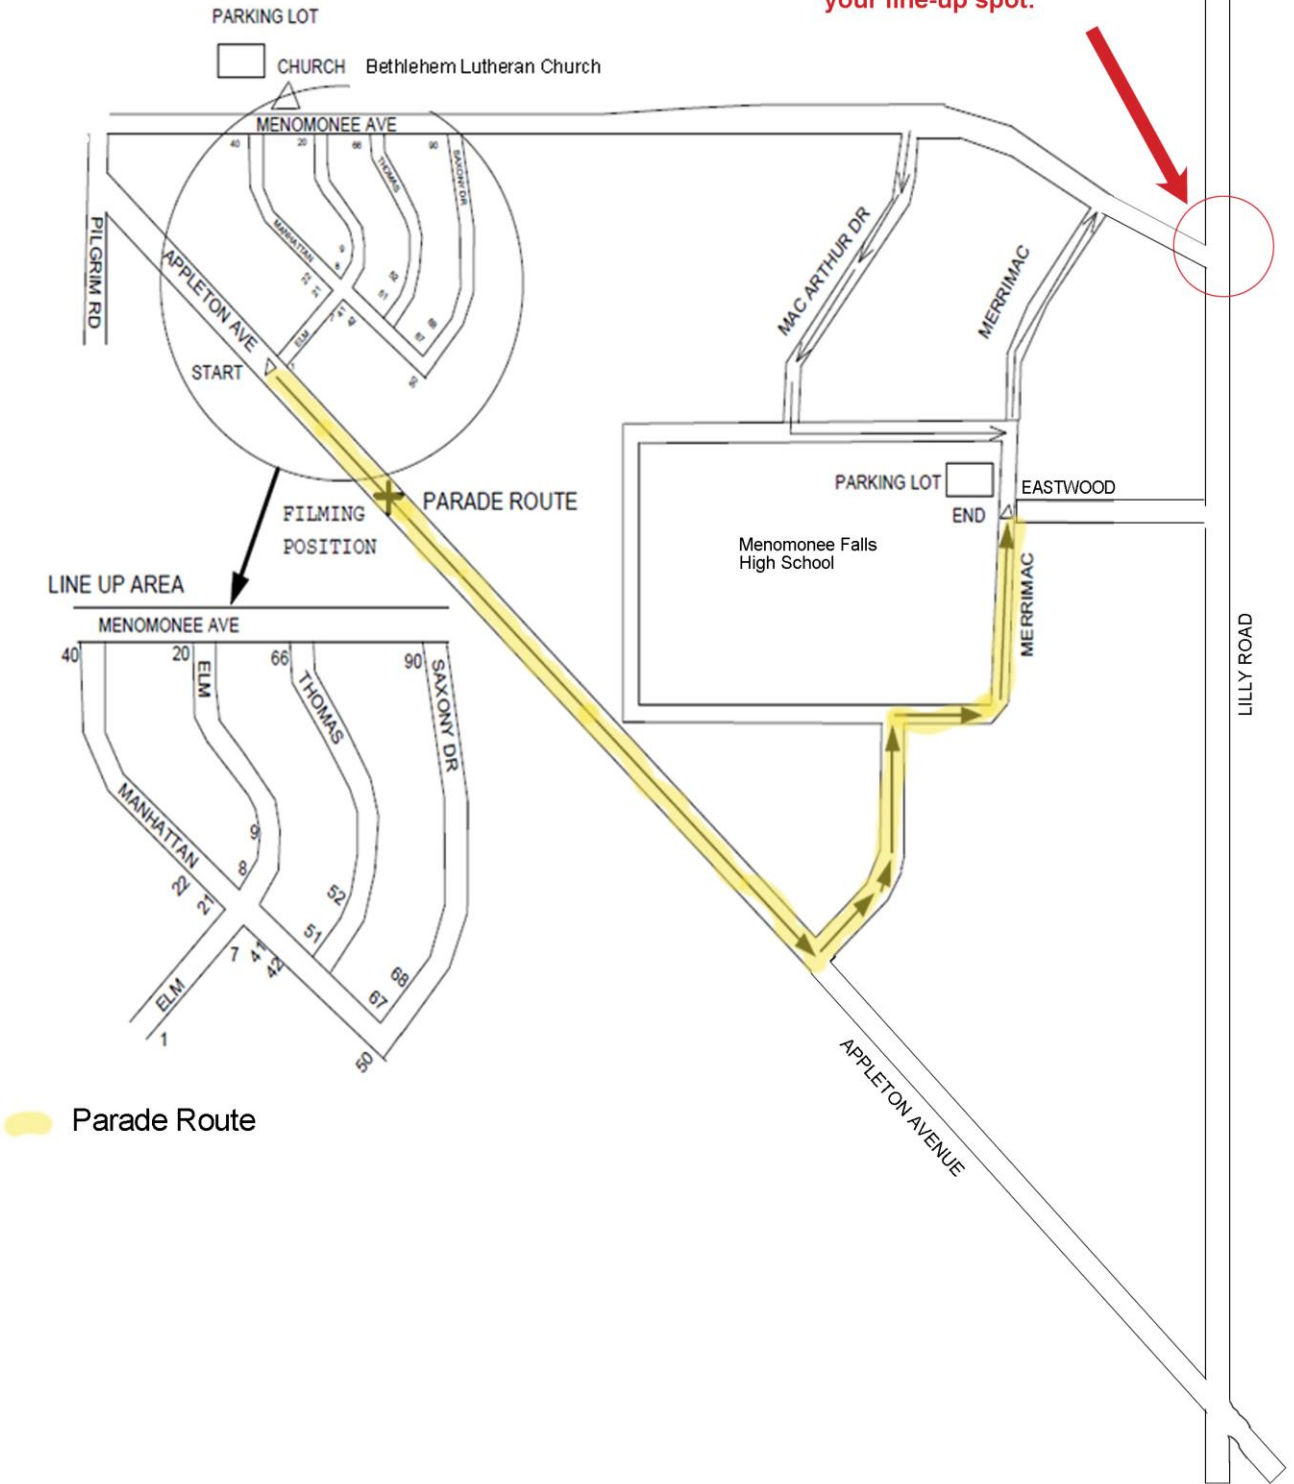 your line-up spot.
PARKING LOT
CHURCH Bethlehem Lutheran Church
MENOMONEE AVE
40
20
66
90
THOMAS
SAXONY DR
MANHATTAN
9
8
22
21
52
51
41
42
68
67
50
ELM
1
PILGRIM RD
APPLETON AVE
START
MAC ARTHUR DR
MERRIMAC
PARADE ROUTE
FILMING
POSITION
PARKING LOT
EASTWOOD
END
Menomonee Falls
High School
MERRIMAC
LILLY ROAD
LINE UP AREA
MENOMONEE AVE
40
20
ELM
66
THOMAS
90
SAXONY DR
MANHATTAN
9
8
22
21
52
51
7
41
42
68
67
ELM
1
50
APPLETON AVENUE
Parade Route